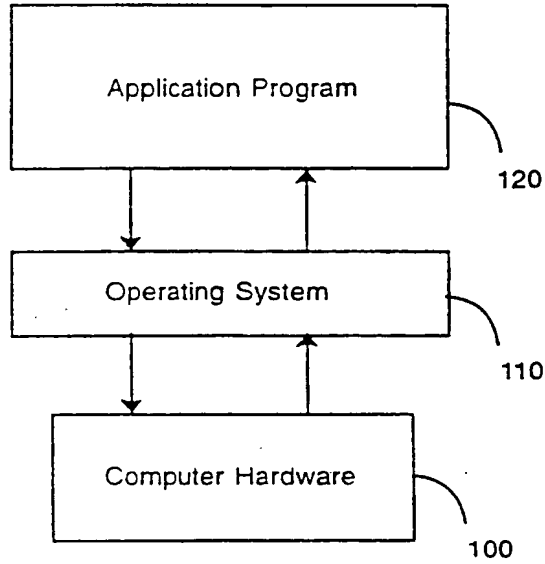 Application Program
120
Operating System
110
Computer Hardware
100